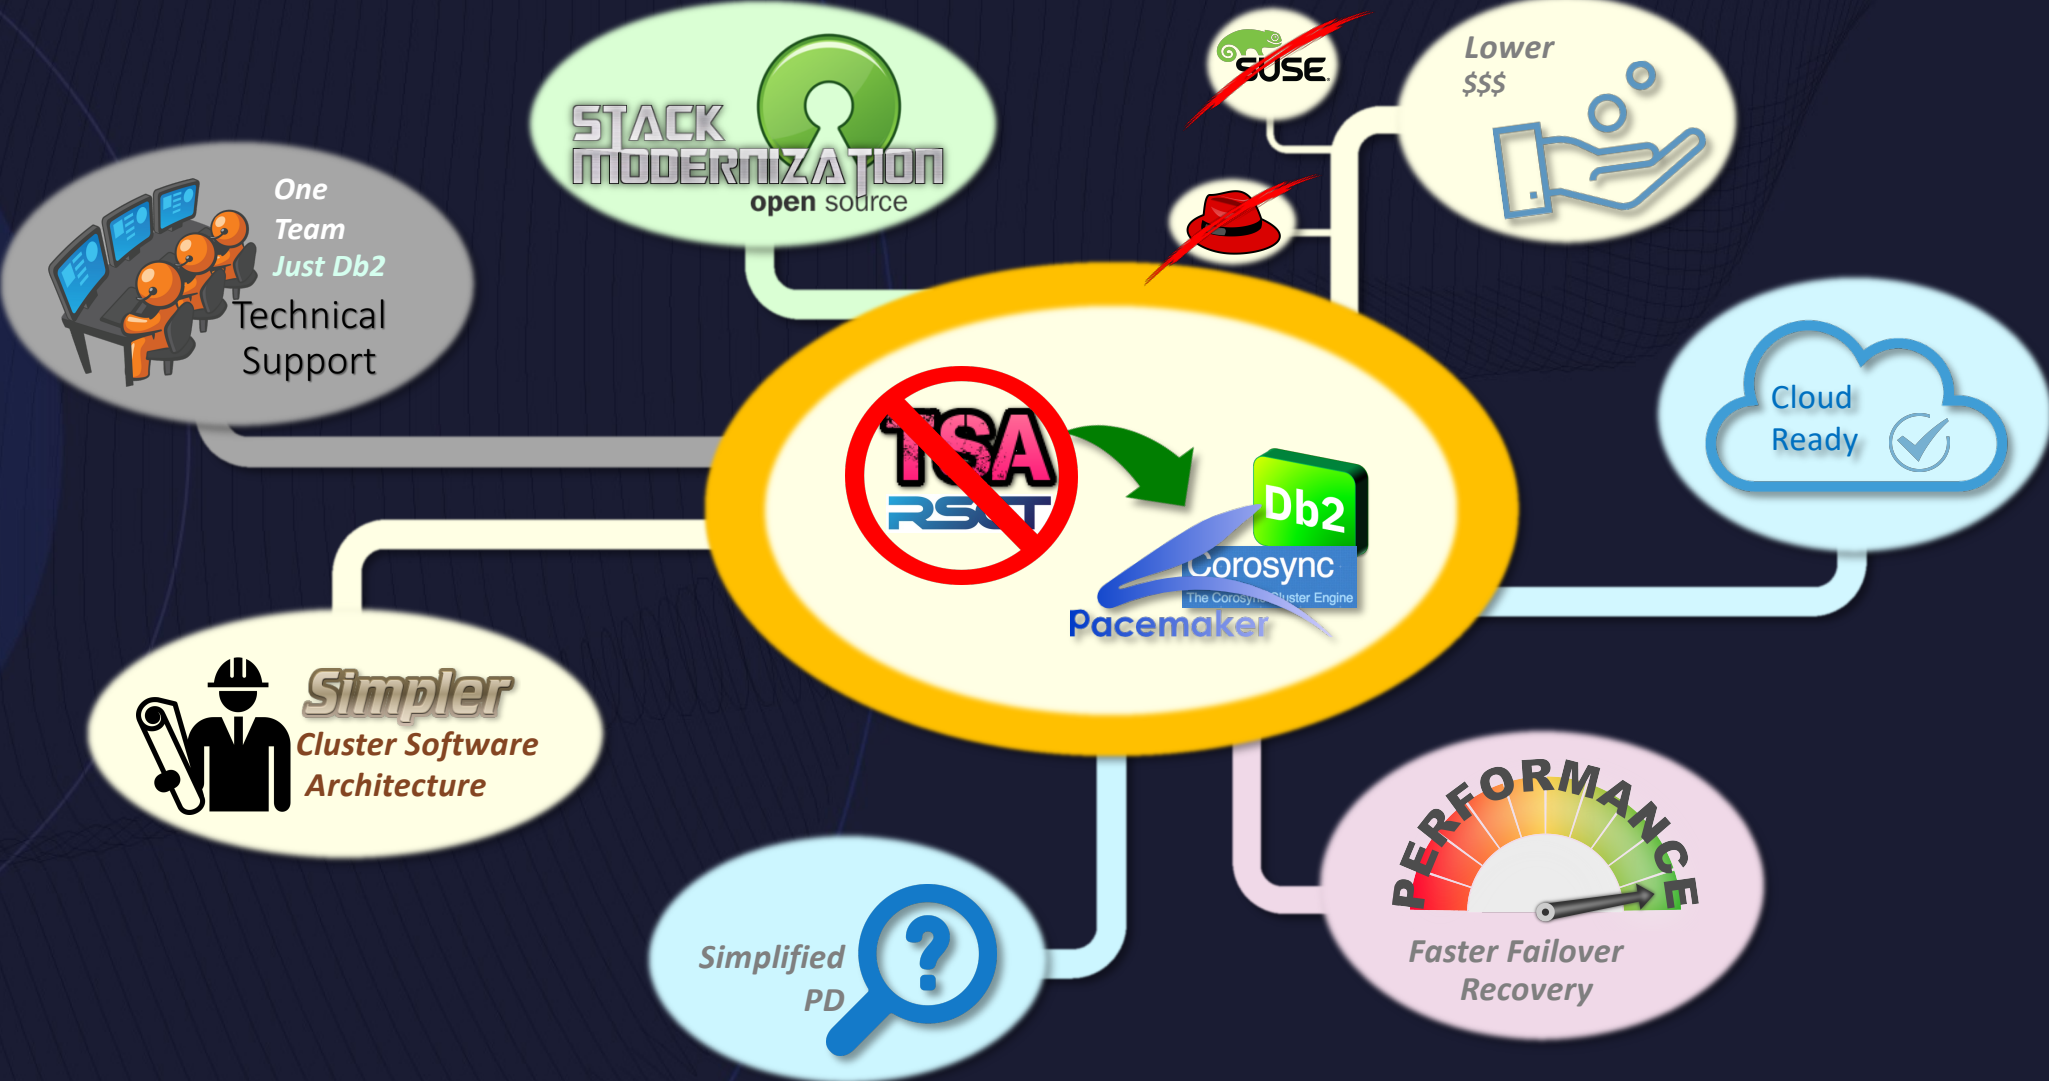 STACK
MODERNIZATION
open source
SUSE
Lower
$$$
One
Team
Just Db2
Technical
Support
Cloud
Ready
TSA
RSCT
Db2
Corosync
The Corosync Cluster Engine
Pacemaker
Simpler
Cluster Software
Architecture
PERFORMANCE
Faster Failover
Recovery
Simplified
PD